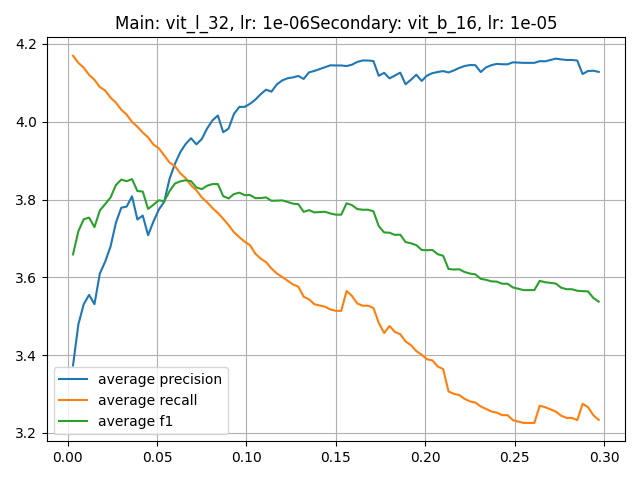 Main: vit_l_32, lr: 1e-06Secondary: vit_b_16, lr: 1e-05
4.2
4.0
3.8
3.6
3.4
3.2
average precision
average recall
average f1
0.00 0.05 0.10 0.15 0.20 0.25 0.30